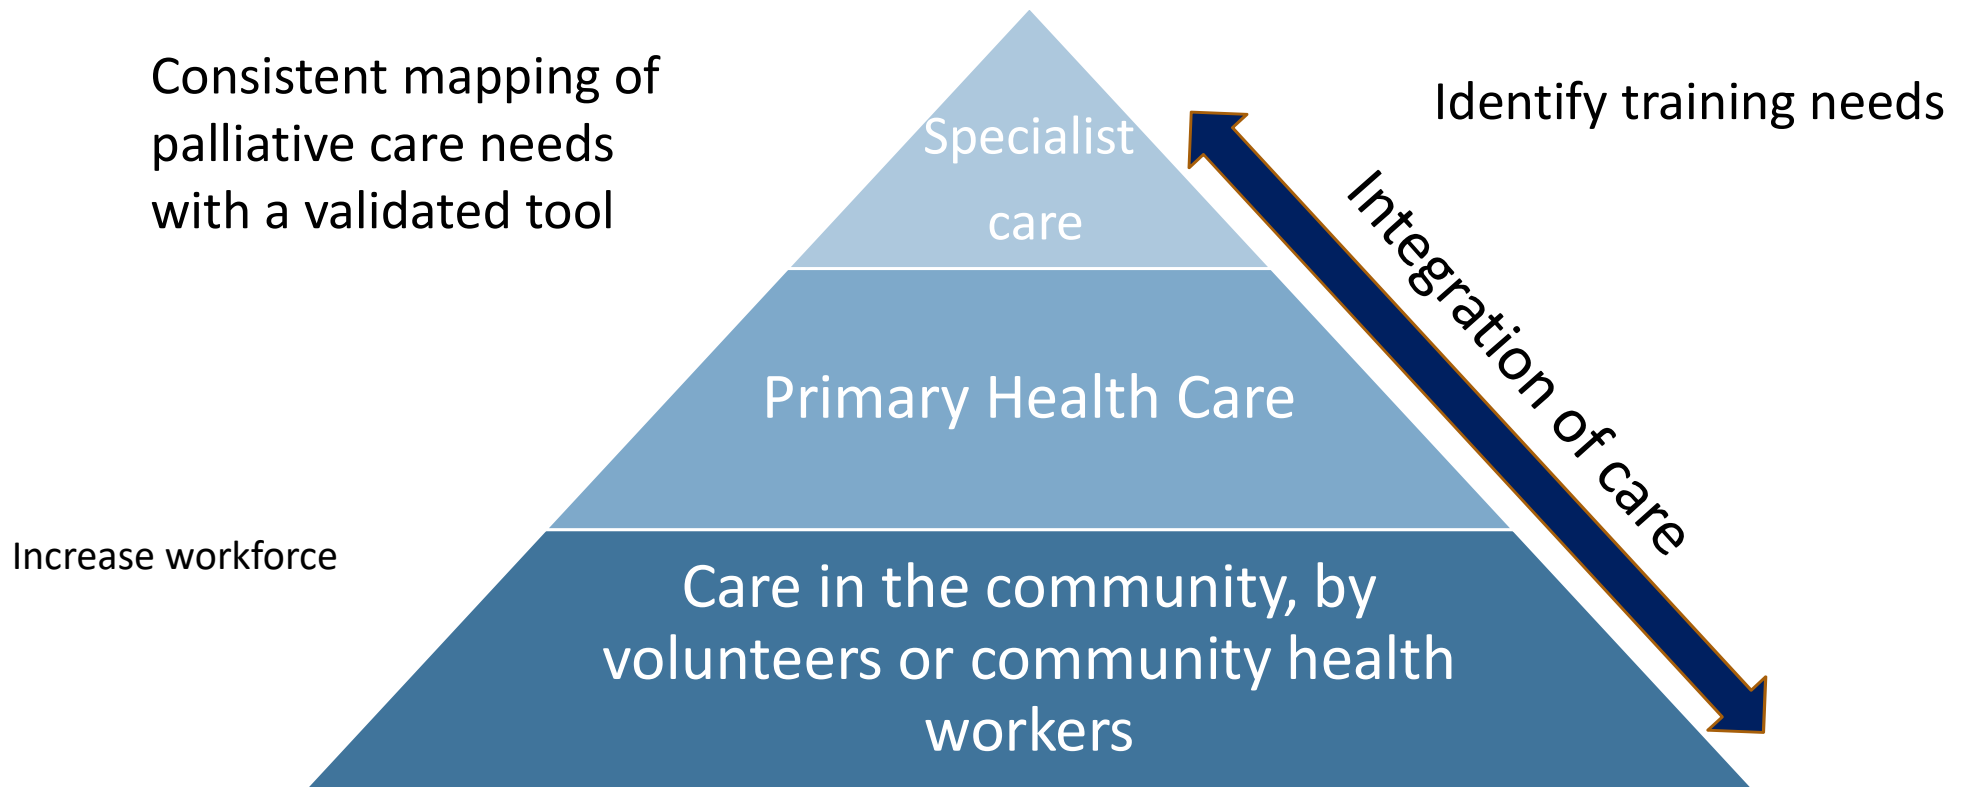 Consistent mapping of
palliative care needs
with a validated tool
Specialist
care
Identify training needs
Integration of care
Primary Health Care
Increase workforce
Care in the community, by
volunteers or community health
workers